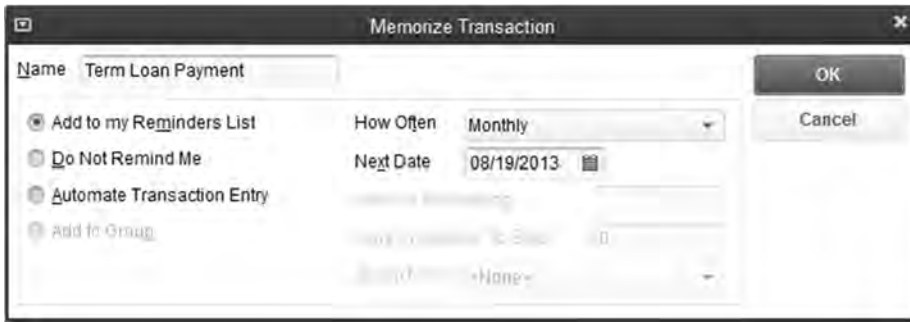 Memorize Transaction
Name Term Loan Payment
OK
Cancel
Add to my Reminders List
Do Not Remind Me
Automate Transaction Entry
Add to Group
How Often Monthly
Next Date 08/19/2013
0
<None>